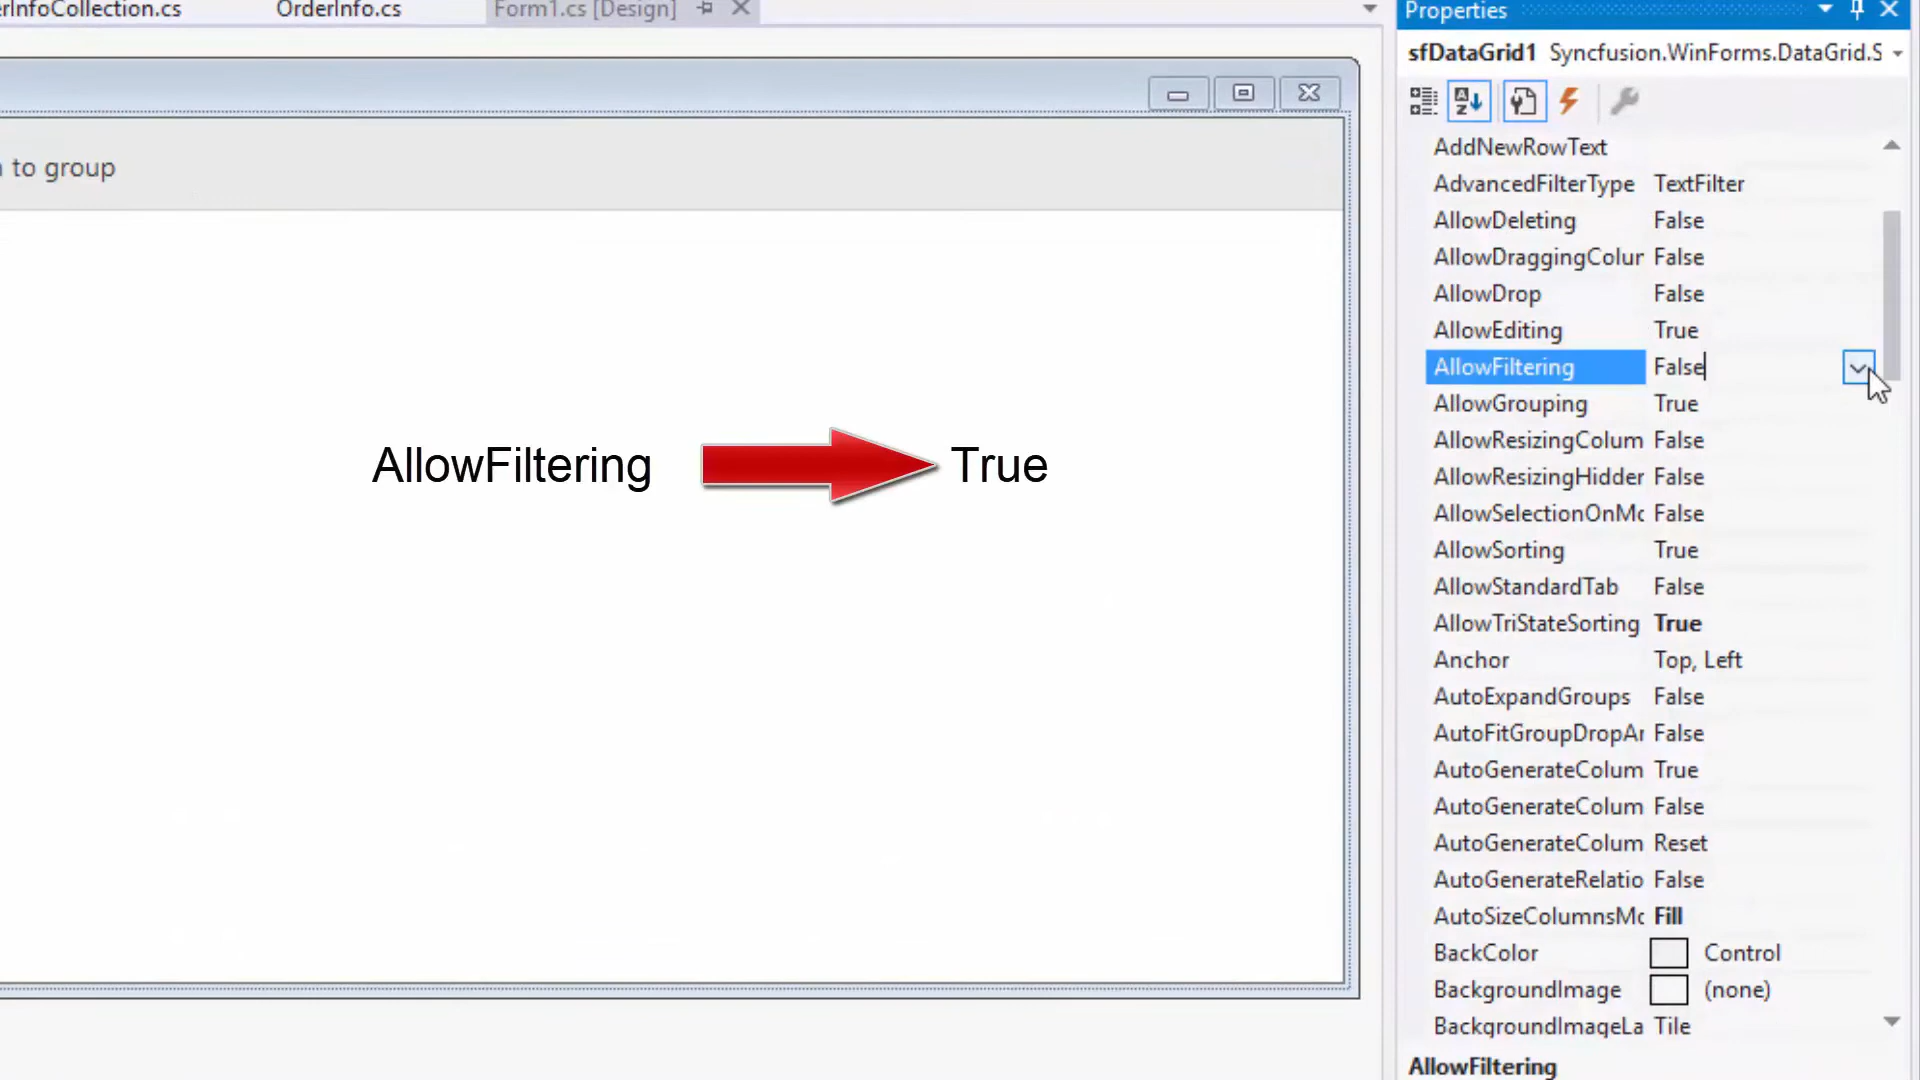 erInfoCollection.cs OrderInfo.cs Form1.cs [Design]
to group
AllowFiltering True
Properties
sfDataGrid1 Syncfusion.WinForms.DataGrid.S
AddNewRowText
AdvancedFilterType TextFilter
AllowDeleting False
AllowDraggingColur False
AllowDrop False
AllowEditing True
AllowFiltering False
AllowGrouping True
AllowResizingColum False
AllowResizingHidder False
AllowSelectionOnMc False
AllowSorting True
AllowStandardTab False
AllowTriStateSorting True
Anchor Top, Left
AutoExpandGroups False
AutoFitGroupDropAr False
AutoGenerateColum True
AutoGenerateColum False
AutoGenerateColum Reset
AutoGenerateRelatio False
AutoSizeColumnsMc Fill
BackColor Control
BackgroundImage (none)
BackgroundImageLa Tile
AllowFiltering